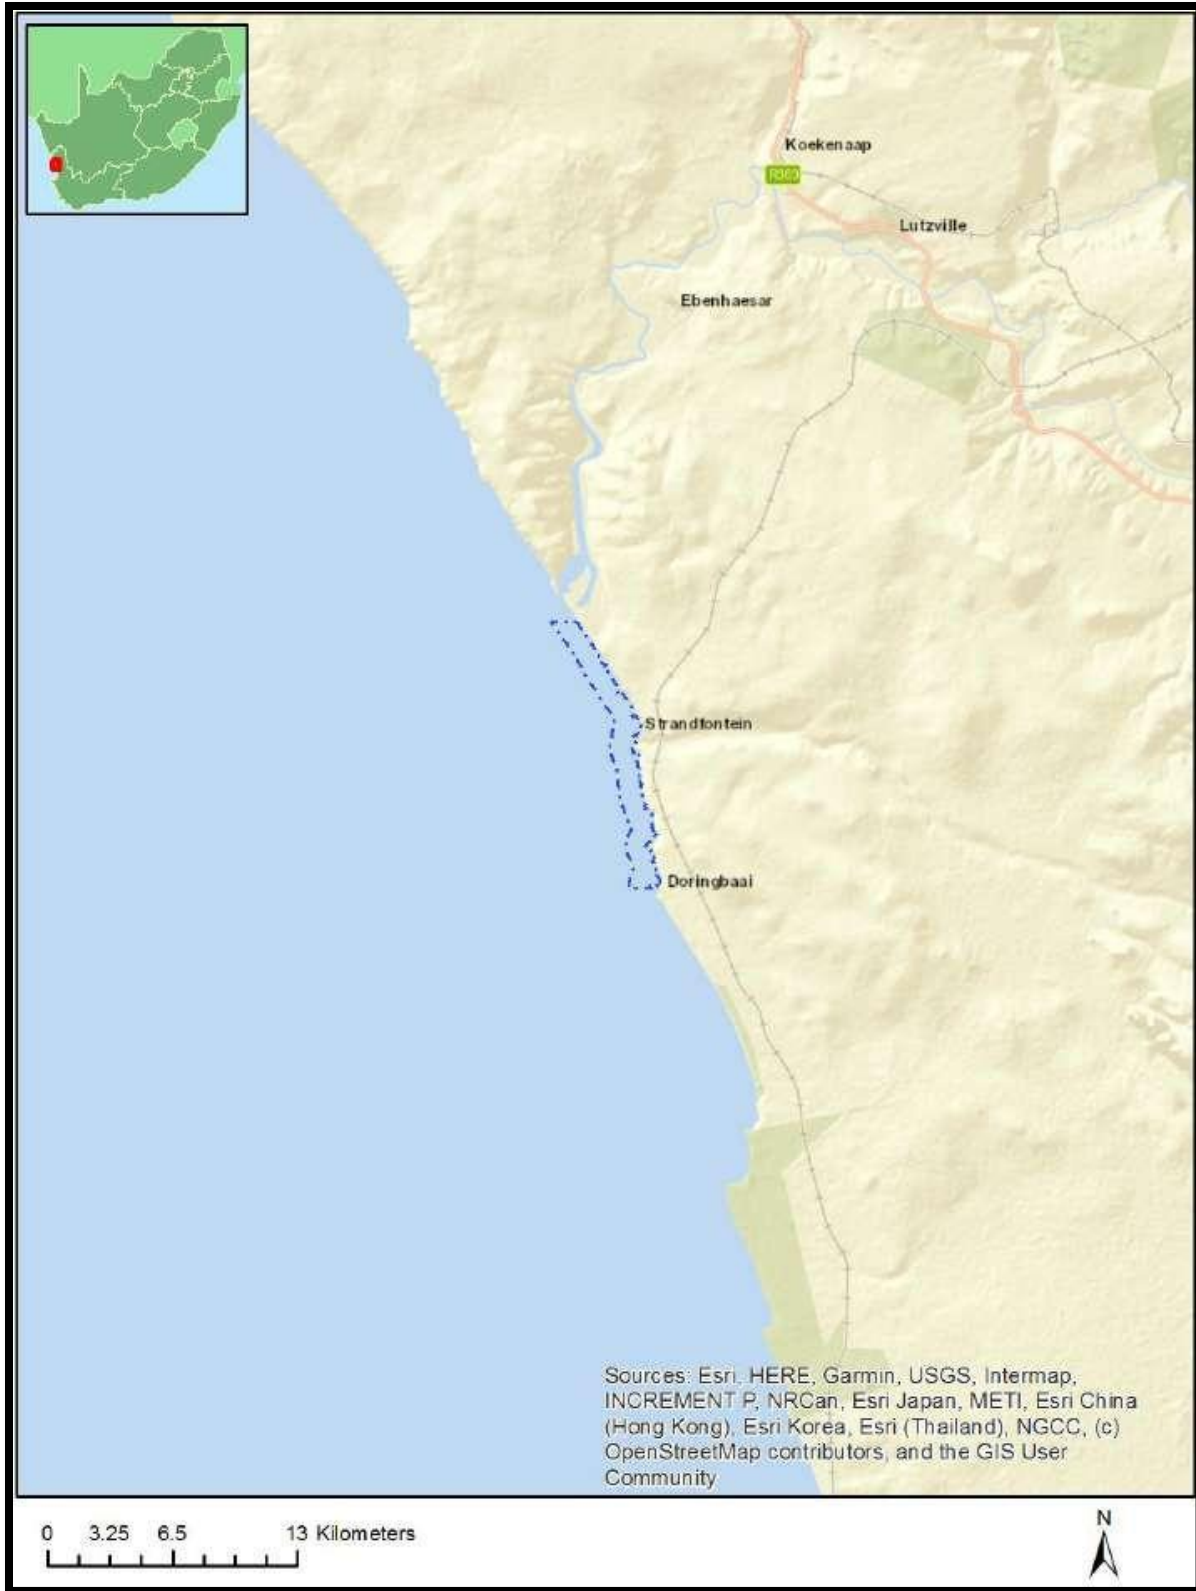 Koekenaap
R363
Lutzville
Ebenhaesar
Strandfontein
Doringbaai
Sources: Esri, HERE, Garmin, USGS, Intermap,
INCREMENT P, NRCan, Esri Japan, METI, Esri China
(Hong Kong), Esri Korea, Esri (Thailand), NGCC, (c)
OpenStreetMap contributors, and the GIS User
Community
0 3.25 6.5 13 Kilometers
N